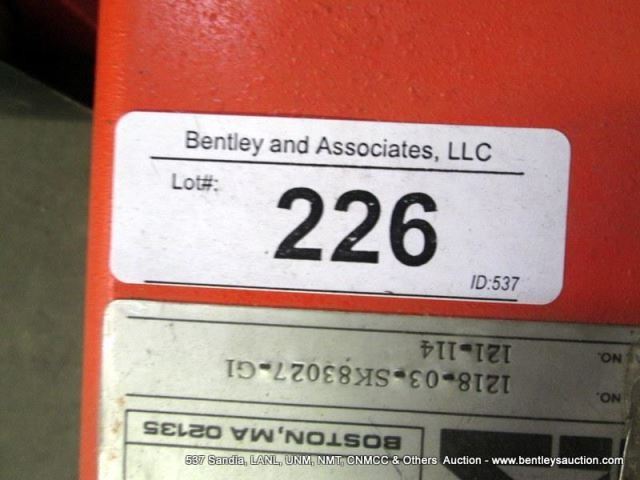 Bentley and Associates, LLC
Lot#:
226
ID:537
NO. 121-114
NO. 1218-03-SK83027-G1
BOSTON, MA 02135
537 Sandia, LANL, UNM, NMT, CNMCC & Others Auction - www.bentleysauction.com